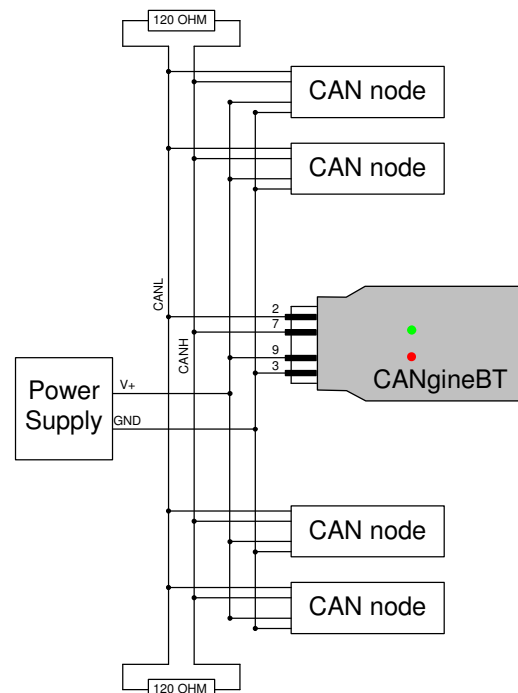 120 OHM
CAN node
CAN node
CANL
CANH
2
7
9
3
CANgineBT
Power
Supply
V+
GND
CAN node
CAN node
120 OHM